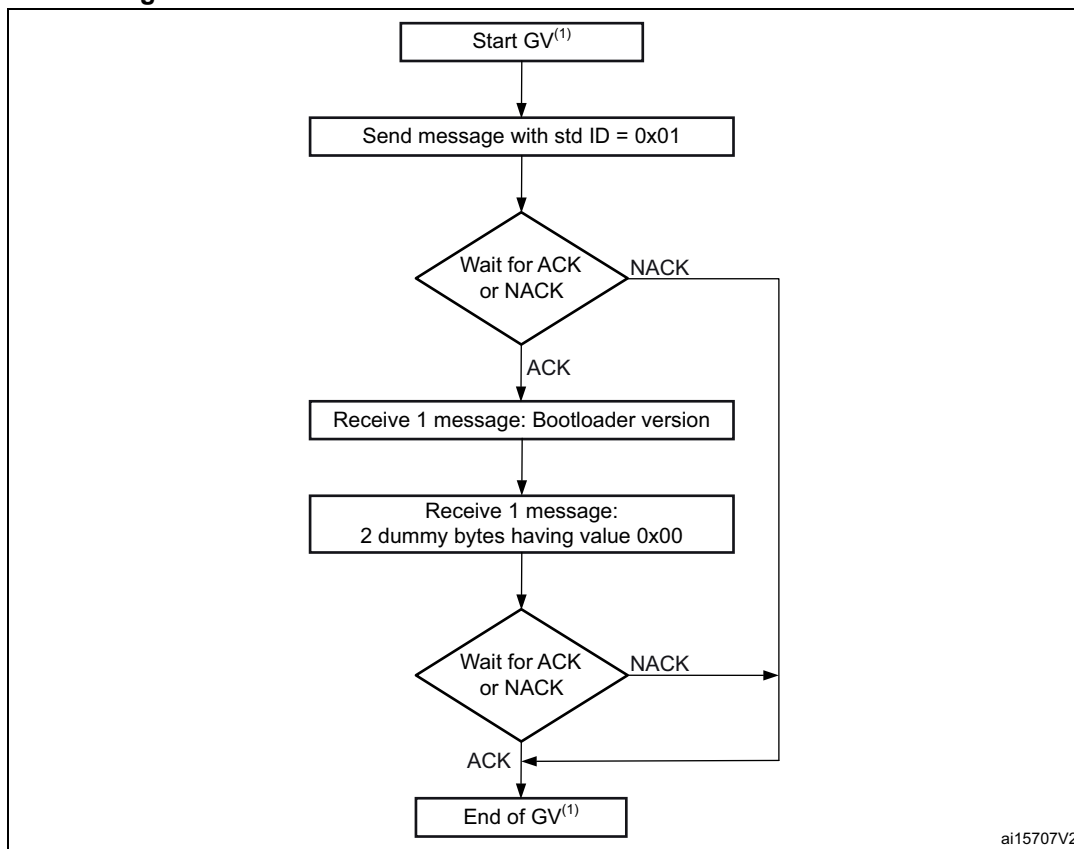 Start GV(1)
Send message with std ID = 0x01
Wait for ACK
or NACK
NACK
ACK
Receive 1 message: Bootloader version
Receive 1 message:
2 dummy bytes having value 0x00
Wait for ACK
or NACK
NACK
ACK
End of GV(1)
ai15707V2